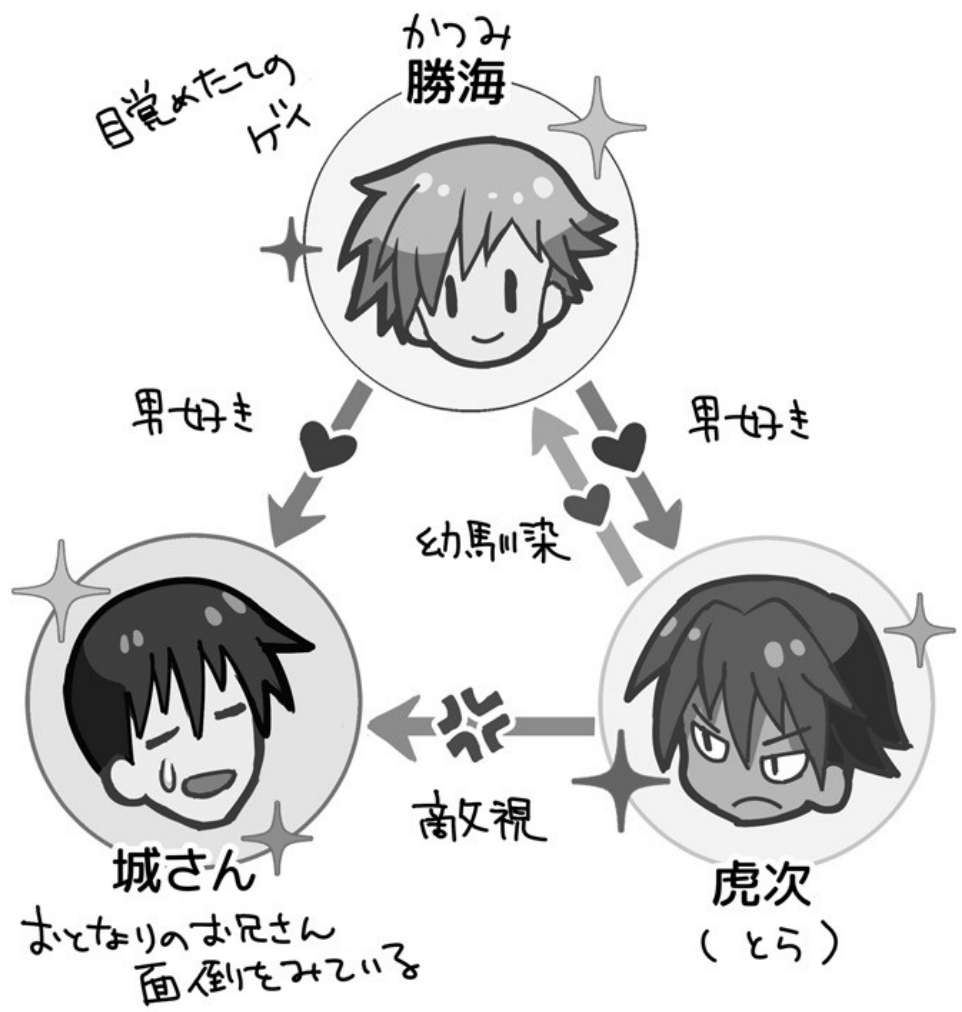 かつみ
勝海
目覚めたての
ゲイ
男好き
男好き
幼馴染
敵視
城さん
おとなりのお兄さん
面倒をみている
虎次
(とら)